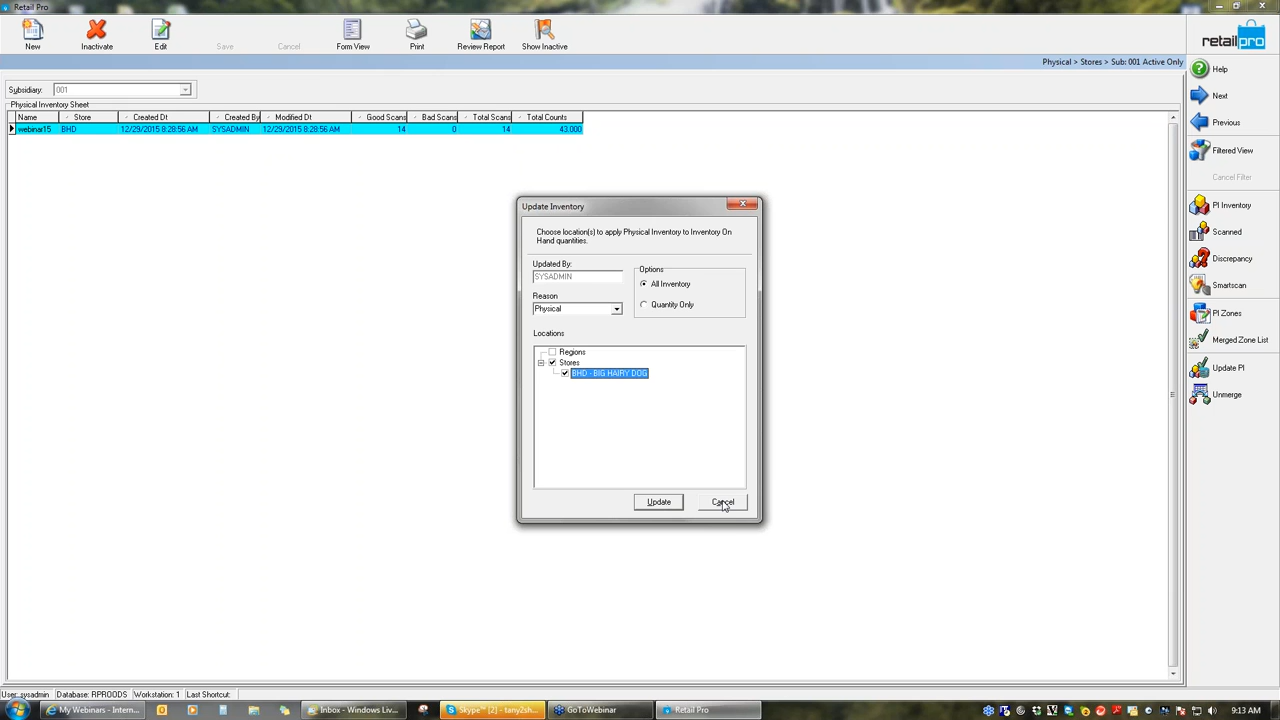 Retail Pro
New
Inactivate
Edit
Save
Cancel
Form View
Print
Review Report
Show Inactive
retailpro
Physical > Stores > Sub: 001 Active Only
Subsidiary: 001
Physical Inventory Sheet
Name Store Created Dt Created By Modified Dt Good Scans Bad Scans Total Scans Total Counts
webinar15 BHD 12/29/2015 8:28:56 AM SYSADMIN 12/29/2015 8:28:56 AM 14 0 14 43.000
Update Inventory
Choose location(s) to apply Physical Inventory to Inventory On
Hand quantities.
Updated By:
SYSADMIN
Reason
Physical
Options
All Inventory
Quantity Only
Locations
Regions
Stores
BHD - BIG HAIRY DOG
Update
Cancel
Help
Next
Previous
Filtered View
Cancel Filter
PI Inventory
Scanned
Discrepancy
Smartscan
PI Zones
Merged Zone List
Update PI
Unmerge
User: sysadmin Database: RPROODS Workstation: 1 Last Shortcut:
My Webinars - Intern...
Inbox - Windows Liv...
Skype™ [2] - tany2sh...
GoToWebinar
Retail Pro
9:13 AM